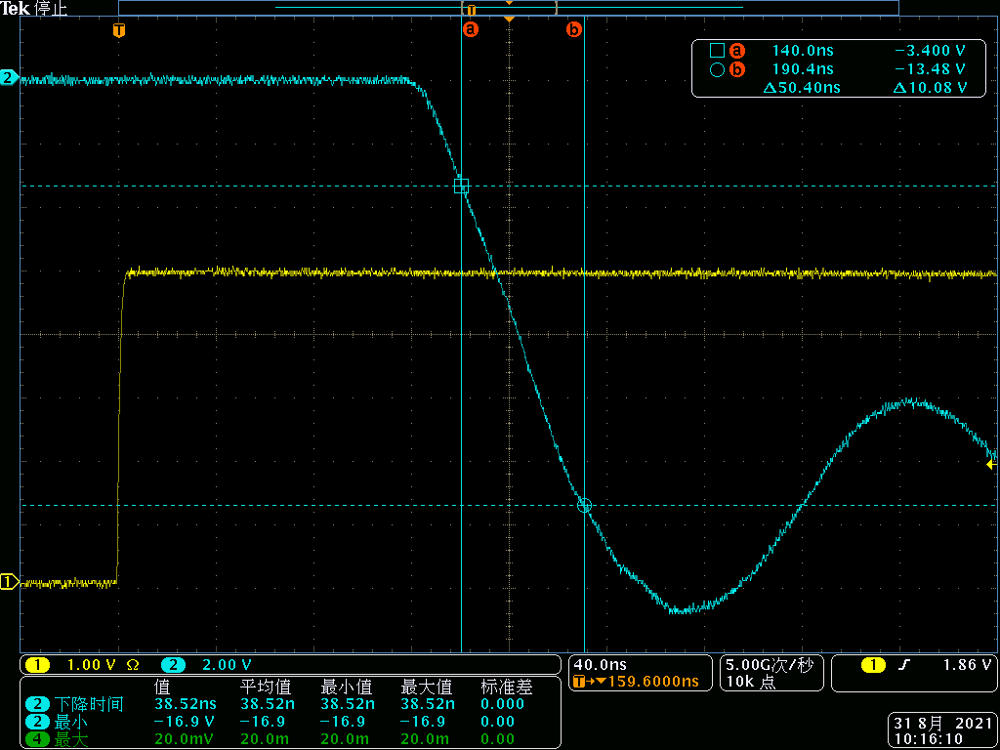 Tek 停止
T
T
a
b
a 140.0ns −3.400 V
b 190.4ns −13.48 V
Δ50.40ns Δ10.08 V
2
1
1 1.00 V Ω 2 2.00 V
40.0ns
T→▼159.6000ns
5.00G次/秒
10k 点
1 1.86 V
值 平均值 最小值 最大值 标准差
2 下降时间 38.52ns 38.52n 38.52n 38.52n 0.000
2 最小 −16.9 V −16.9 −16.9 −16.9 0.00
4 最大 20.0mV 20.0m 20.0m 20.0m 0.00
31 8月 2021
10:16:10